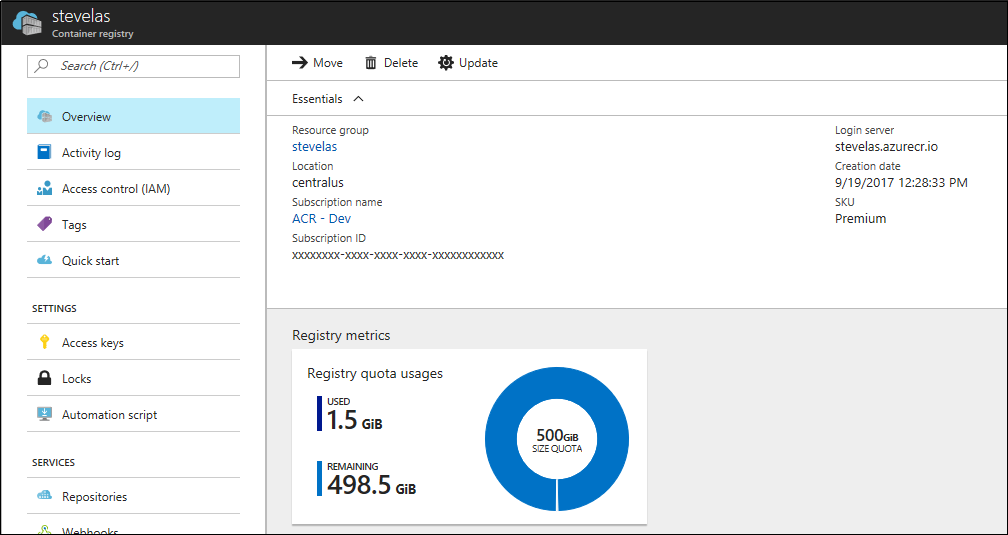 stevelas
Container registry
Search (Ctrl+/)
Overview
Activity log
Access control (IAM)
Tags
Quick start
SETTINGS
Access keys
Locks
Automation script
SERVICES
Repositories
Webhooks
Move Delete Update
Essentials
Resource group
stevelas
Location
centralus
Subscription name
ACR - Dev
Subscription ID
xxxxxxxx-xxxx-xxxx-xxxx-xxxxxxxxxxxx
Login server
stevelas.azurecr.io
Creation date
9/19/2017 12:28:33 PM
SKU
Premium
Registry metrics
Registry quota usages
USED
1.5 GiB
REMAINING
498.5 GiB
500GiB
SIZE QUOTA